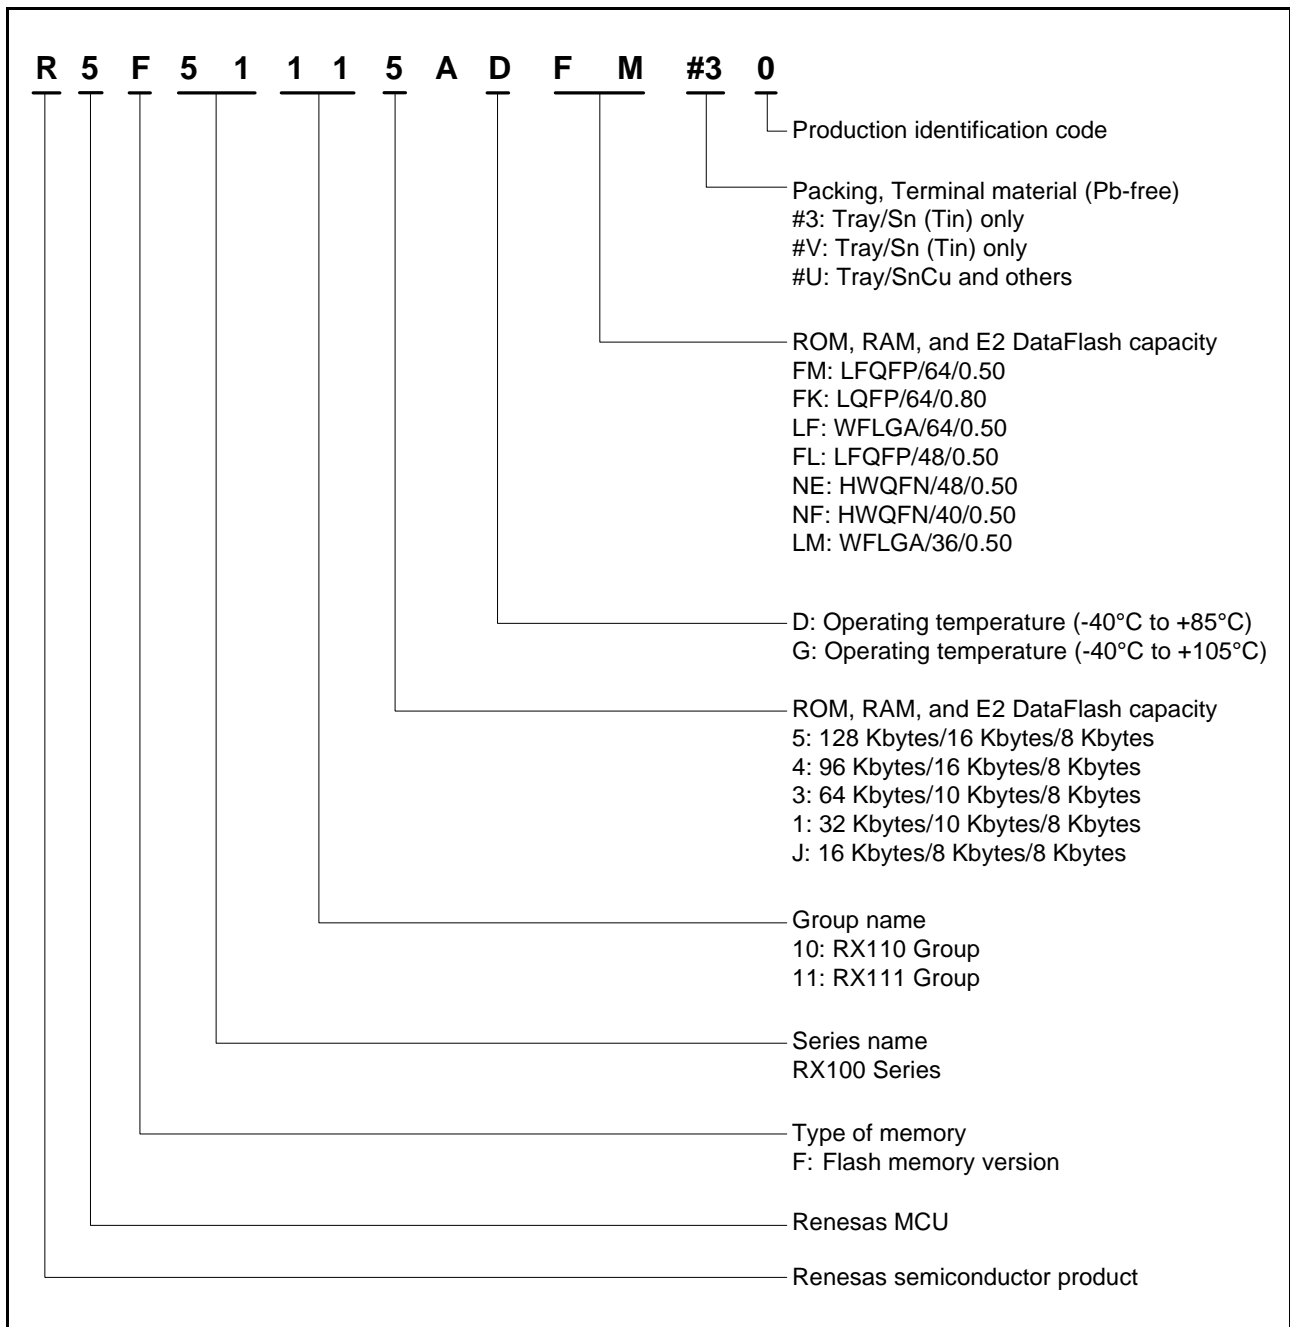 R 5 F 5 1 1 1 5 A D F M #3 0
Production identification code
Packing, Terminal material (Pb-free)
#3: Tray/Sn (Tin) only
#V: Tray/Sn (Tin) only
#U: Tray/SnCu and others
ROM, RAM, and E2 DataFlash capacity
FM: LFQFP/64/0.50
FK: LQFP/64/0.80
LF: WFLGA/64/0.50
FL: LFQFP/48/0.50
NE: HWQFN/48/0.50
NF: HWQFN/40/0.50
LM: WFLGA/36/0.50
D: Operating temperature (-40°C to +85°C)
G: Operating temperature (-40°C to +105°C)
ROM, RAM, and E2 DataFlash capacity
5: 128 Kbytes/16 Kbytes/8 Kbytes
4: 96 Kbytes/16 Kbytes/8 Kbytes
3: 64 Kbytes/10 Kbytes/8 Kbytes
1: 32 Kbytes/10 Kbytes/8 Kbytes
J: 16 Kbytes/8 Kbytes/8 Kbytes
Group name
10: RX110 Group
11: RX111 Group
Series name
RX100 Series
Type of memory
F: Flash memory version
Renesas MCU
Renesas semiconductor product